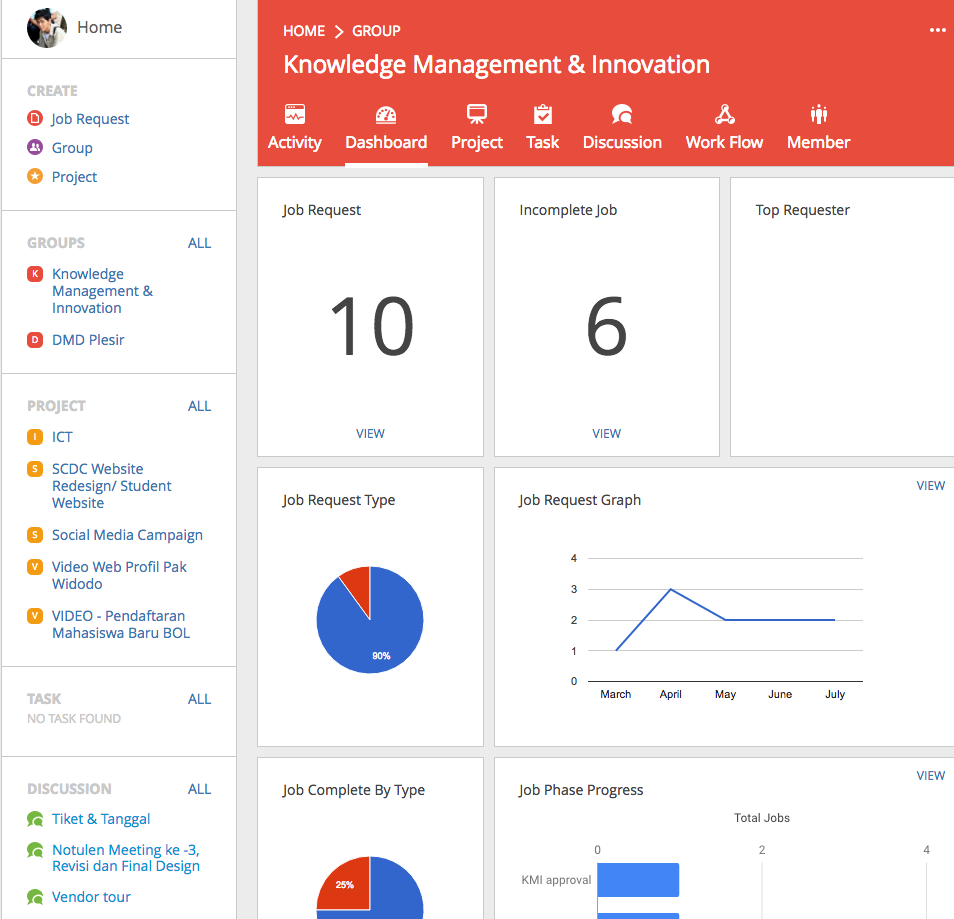 Home
CREATE
Job Request
Group
Project
GROUPS ALL
Knowledge
Management &
Innovation
DMD Plesir
PROJECT ALL
ICT
SCDC Website
Redesign/ Student
Website
Social Media Campaign
Video Web Profil Pak
Widodo
VIDEO - Pendaftaran
Mahasiswa Baru BOL
TASK ALL
NO TASK FOUND
DISCUSSION ALL
Tiket & Tanggal
Notulen Meeting ke -3,
Revisi dan Final Design
Vendor tour
K
D
I
S
S
V
V
HOME > GROUP
Knowledge Management & Innovation
Activity Dashboard Project Task Discussion Work Flow Member
Job Request
10
VIEW
Incomplete Job
6
VIEW
Top Requester
Job Request Type
90%
Job Request Graph
VIEW
4
3
2
1
0
March April May June July
Job Complete By Type
25%
Job Phase Progress
VIEW
Total Jobs
0 2 4
KMI approval